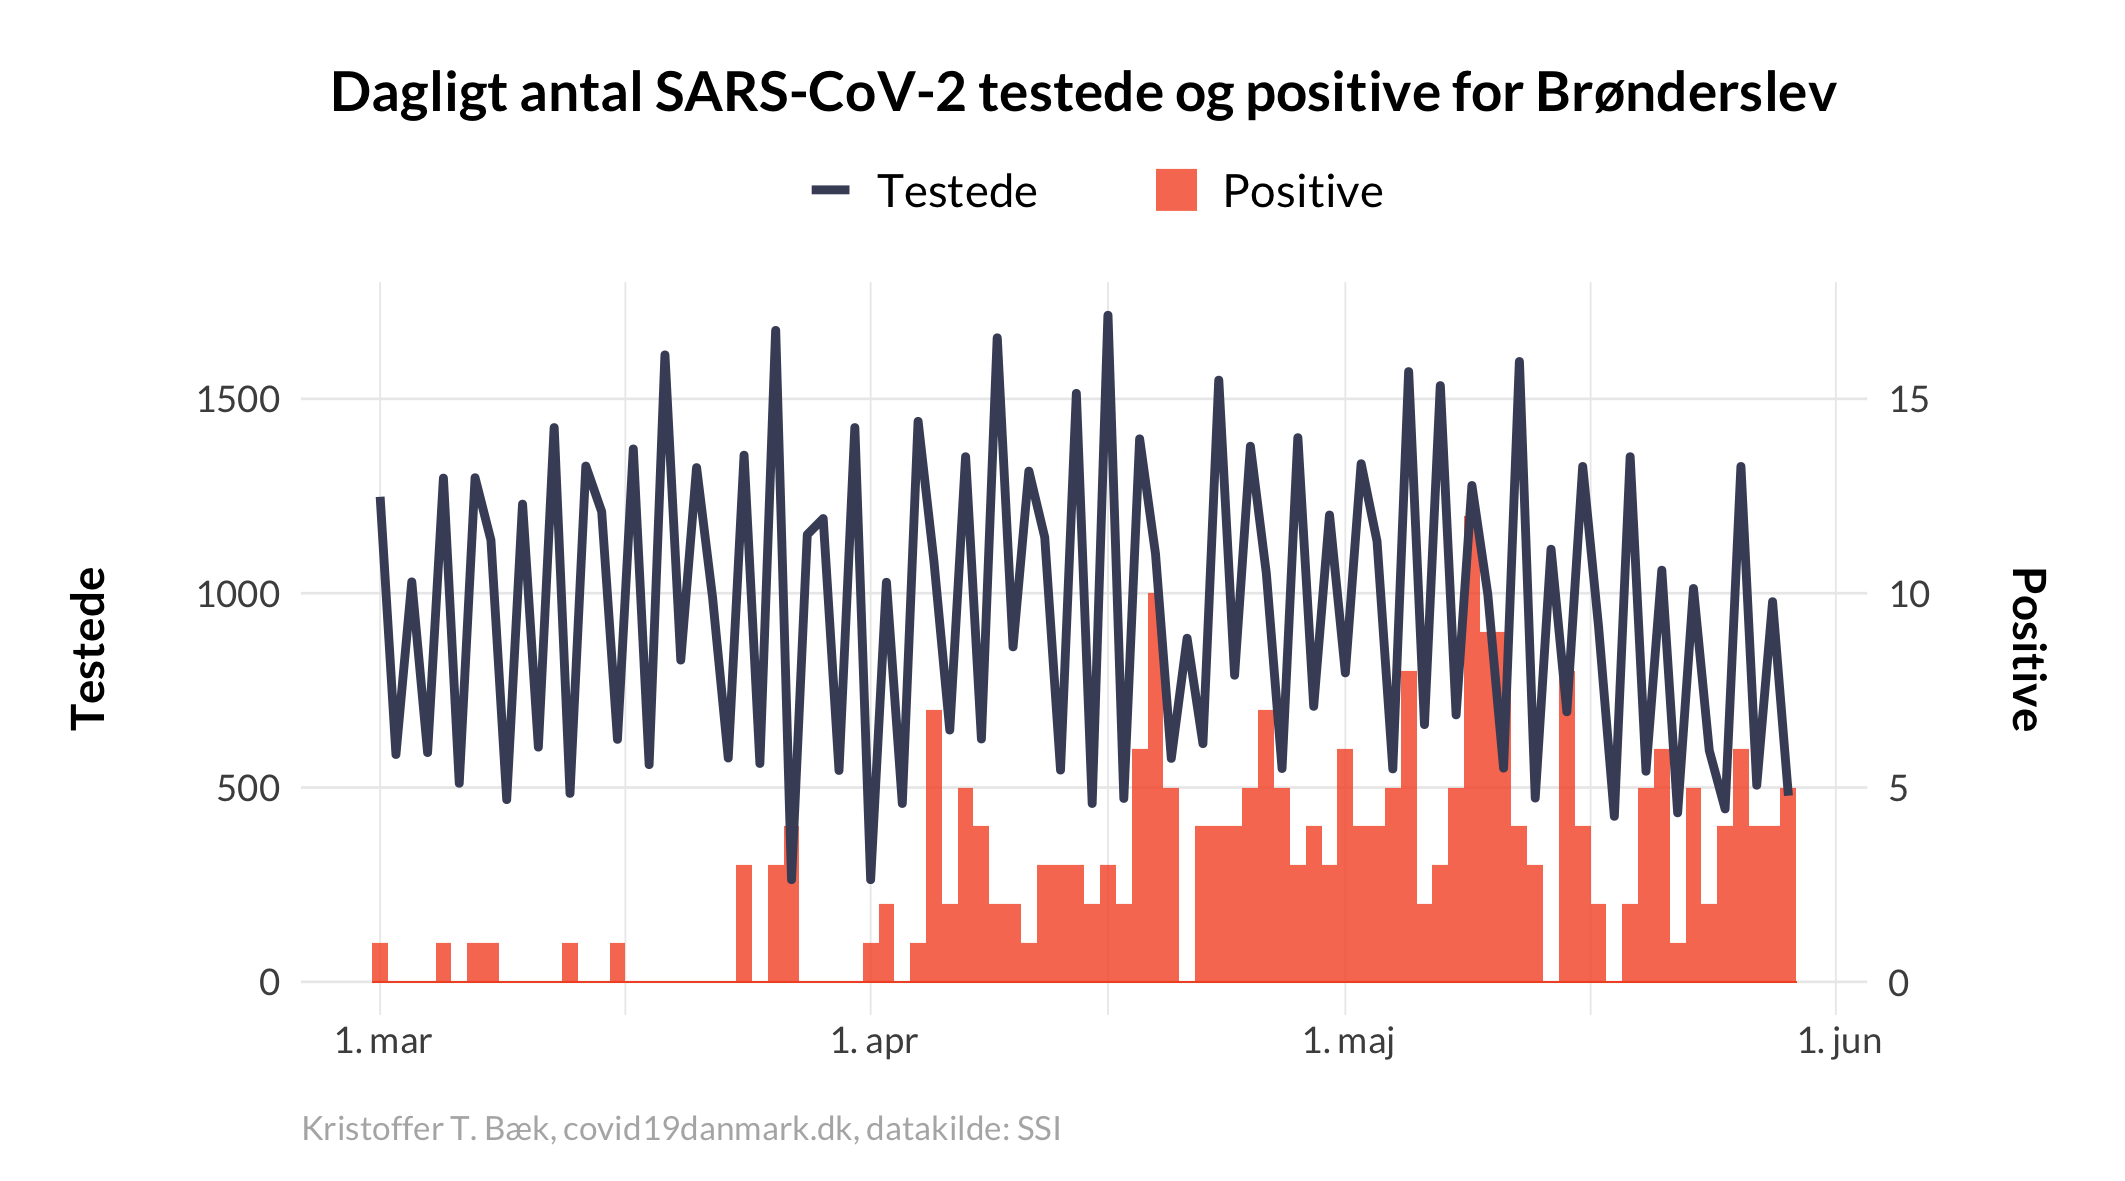 Dagligt antal SARS-CoV-2 testede og positive for Brønderslev
Testede
Positive
1500
1000
500
0
Testede
15
10
5
0
Positive
1. mar
1. apr
1. maj
1. jun
Kristoffer T. Bæk, covid19danmark.dk, datakilde: SSI